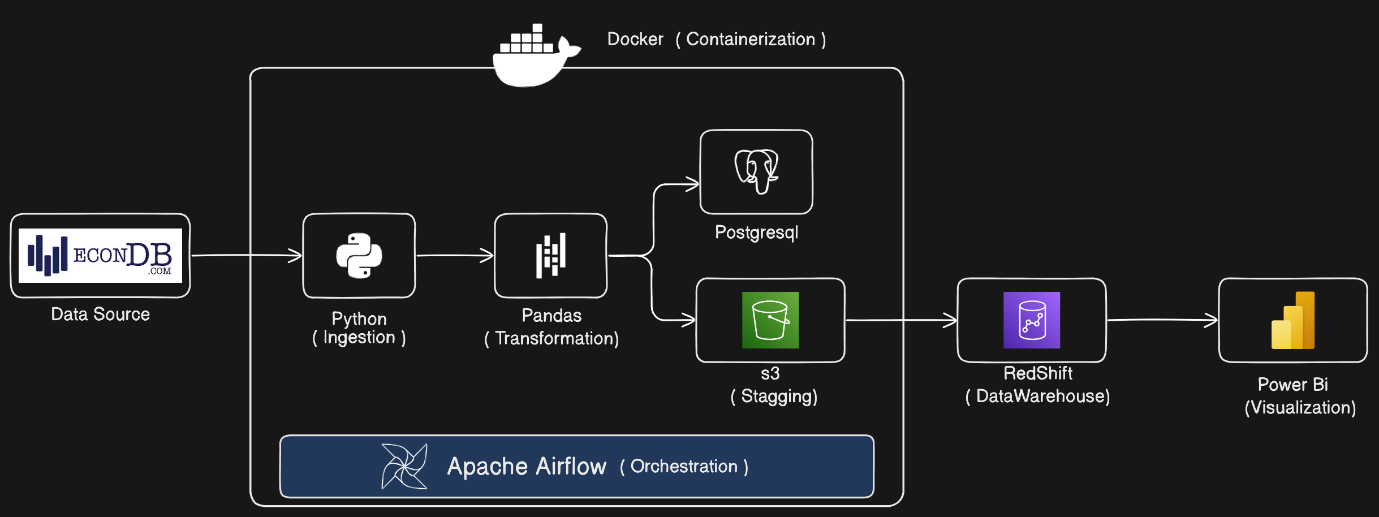 Docker ( Containerization )
ECONDB
.COM
Data Source
Python
( Ingestion )
Pandas
( Transformation)
Postgresql
s3
( Stagging)
RedShift
( DataWarehouse)
Power Bi
(Visualization)
Apache Airflow ( Orchestration )